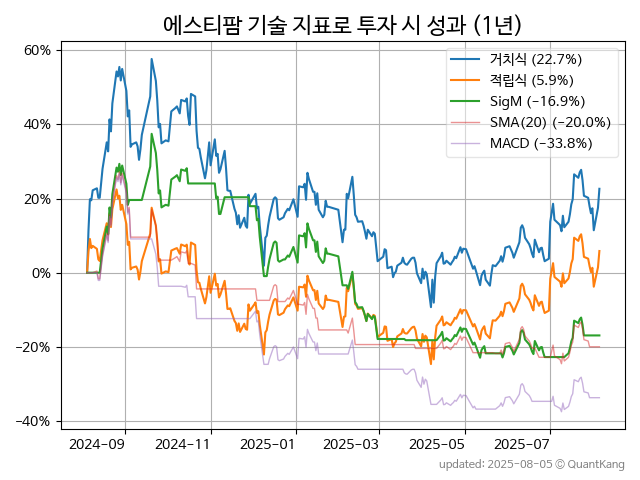 에스티팜 기술 지표로 투자 시 성과 (1년)
60%
40%
20%
0%
−20%
−40%
거치식 (22.7%)
적립식 (5.9%)
SigM (−16.9%)
SMA(20) (−20.0%)
MACD (−33.8%)
2024−09
2024−11
2025−01
2025−03
2025−05
2025−07
updated: 2025-08-05 ⓒ QuantKang